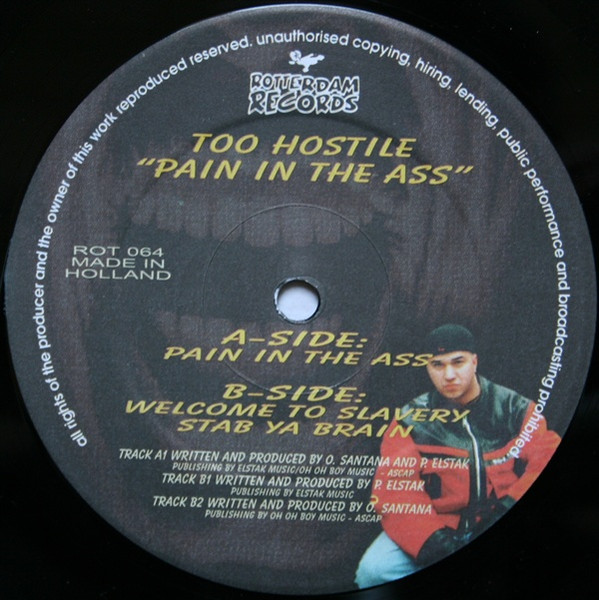 all rights of the producer and the owner of this work reproduced reserved. unauthorised copying, hiring, lending, public performance and broadcasting prohibited.
ROTTERDAM
RECORDS
TOO HOSTILE
"PAIN IN THE ASS"
ROT 064
MADE IN
HOLLAND
A-SIDE:
PAIN IN THE ASS
B-SIDE:
WELCOME TO SLAVERY
STAB YA BRAIN
TRACK A1 WRITTEN AND PRODUCED BY O. SANTANA AND P. ELSTAK
PUBLISHING BY ELSTAK MUSIC/OH OH BOY MUSIC - ASCAP
TRACK B1 WRITTEN AND PRODUCED BY P. ELSTAK
PUBLISHING BY ELSTAK MUSIC
TRACK B2 WRITTEN AND PRODUCED BY O. SANTANA
PUBLISHING BY OH OH BOY MUSIC - ASCAP